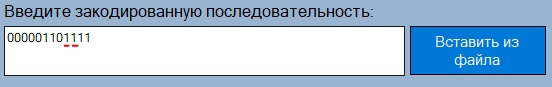 Введите закодированную последовательность:
000001101111
Вставить из
файла